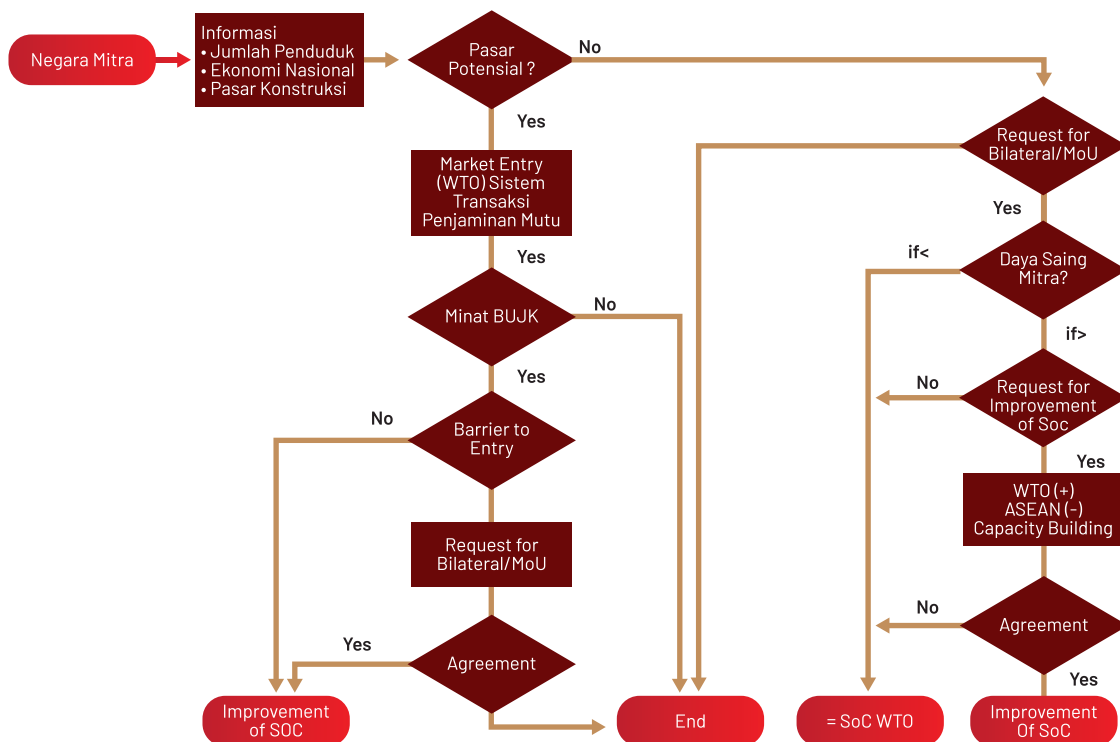 Negara Mitra
Informasi
• Jumlah Penduduk
• Ekonomi Nasional
• Pasar Konstruksi
Pasar
Potensial ?
No
Yes
Request for
Bilateral/MoU
Market Entry
(WTO) Sistem
Transaksi
Penjaminan Mutu
Yes
Yes
if<
Daya Saing
Mitra?
Minat BUJK
No
if>
Yes
No
Request for
Improvement
of Soc
No
Barrier to
Entry
Yes
WTO (+)
ASEAN (-)
Capacity Building
Request for
Bilateral/MoU
No
Agreement
Yes
Agreement
Yes
Improvement
of SOC
End
= SoC WTO
Improvement
Of SoC